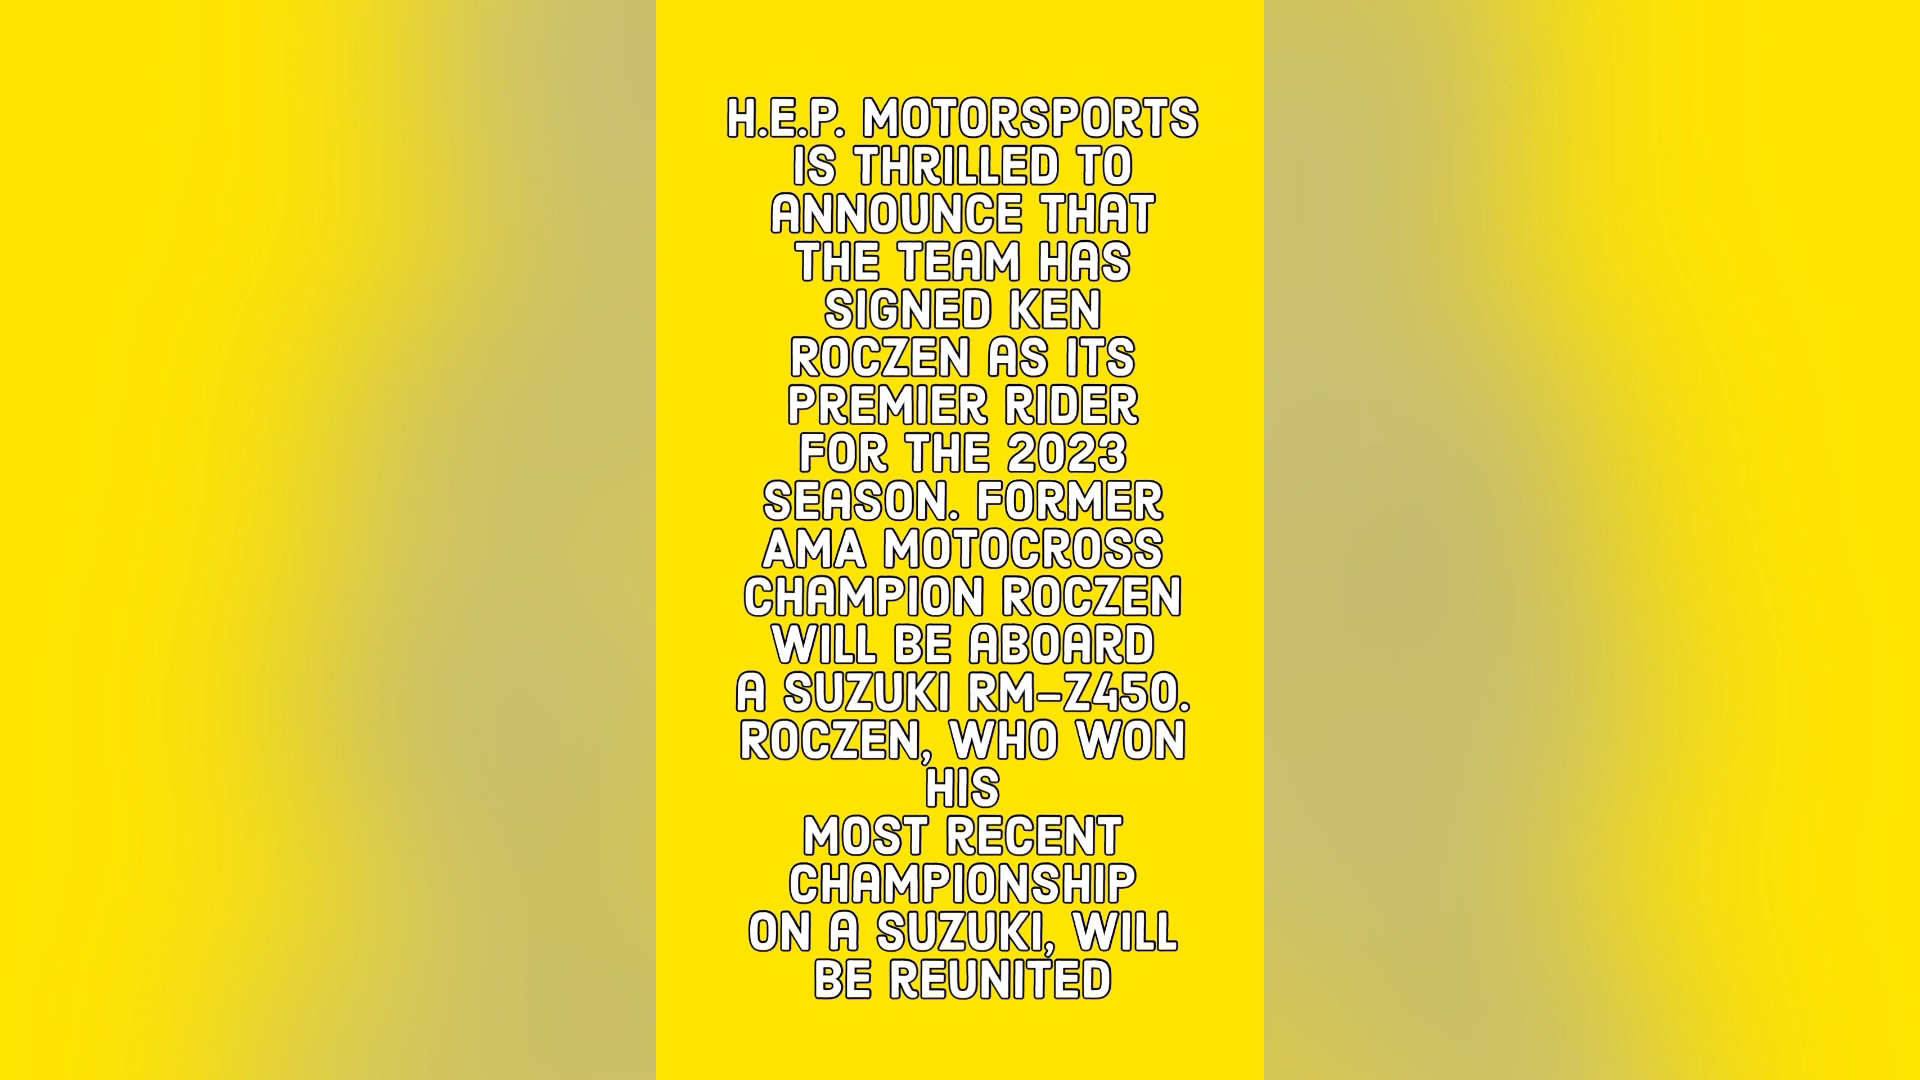 H.E.P. MOTORSPORTS
IS THRILLED TO
ANNOUNCE THAT
THE TEAM HAS
SIGNED KEN
ROCZEN AS ITS
PREMIER RIDER
FOR THE 2023
SEASON. FORMER
AMA MOTOCROSS
CHAMPION ROCZEN
WILL BE ABOARD
A SUZUKI RM-Z450.
ROCZEN, WHO WON
HIS
MOST RECENT
CHAMPIONSHIP
ON A SUZUKI, WILL
BE REUNITED